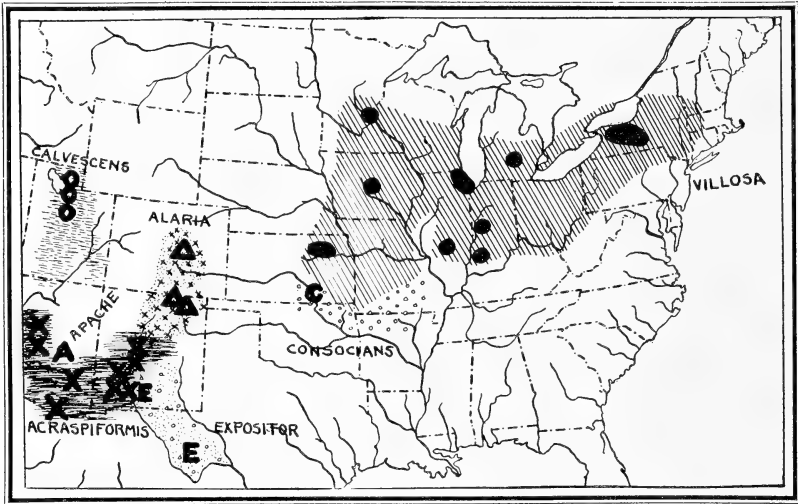 CALVESCENS
VILLOSA
ALARIA
C
APACHE
A
CONSOCIANS
E
ACRASPIFORMIS
EXPOSITOR
E